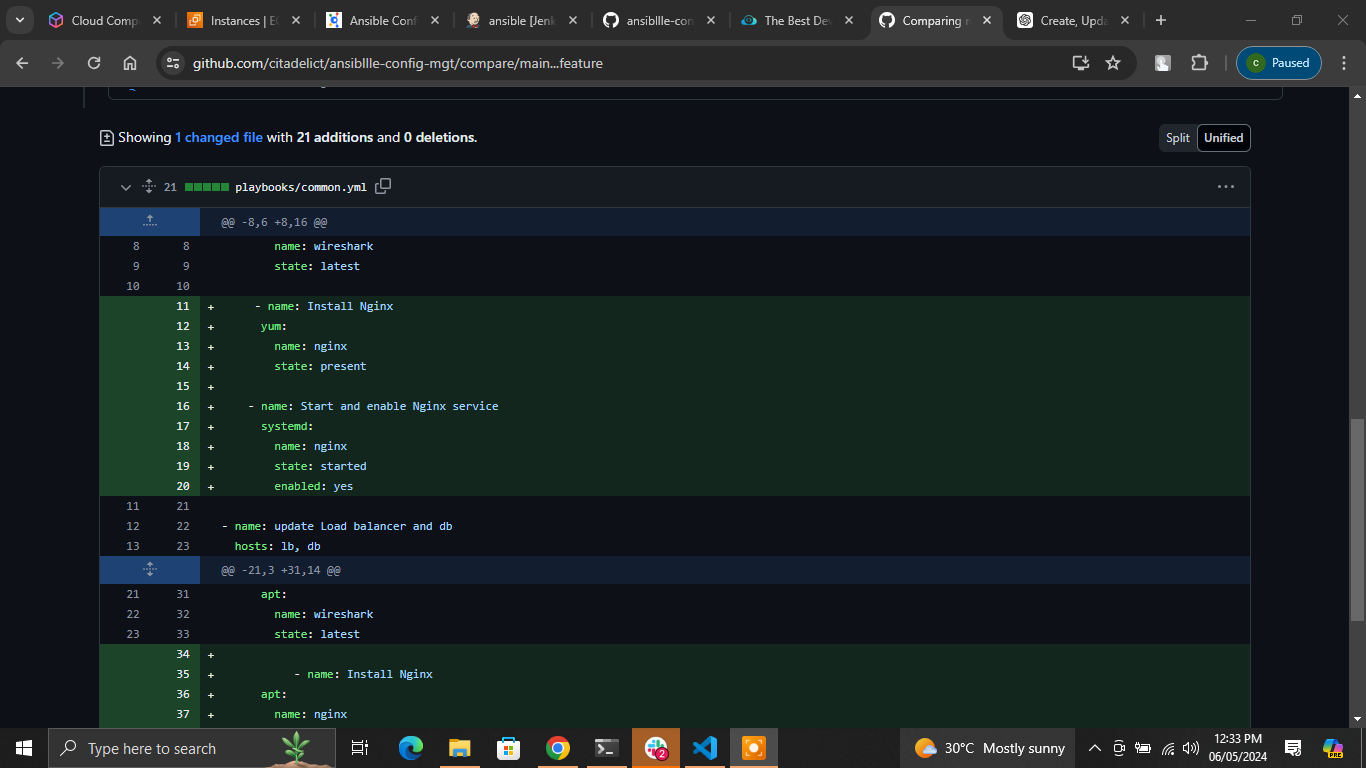 Cloud Comp
Instances | E
Ansible Conf
ansible [Jenk
ansibllle-con
The Best De
Comparing
Create, Upda
github.com/citadelict/ansibllle-config-mgt/compare/main...feature
c
Paused
Showing 1 changed file with 21 additions and 0 deletions.
Split
Unified
21
playbooks/common.yml
@@ -8,6 +8,16 @@
8 8 name: wireshark
9 9 state: latest
10 10
11 + - name: Install Nginx
12 + yum:
13 + name: nginx
14 + state: present
15 +
16 + - name: Start and enable Nginx service
17 + systemd:
18 + name: nginx
19 + state: started
20 + enabled: yes
11 21
12 22 - name: update Load balancer and db
13 23 hosts: lb, db
@@ -21,3 +31,14 @@
21 31 apt:
22 32 name: wireshark
23 33 state: latest
34 +
35 + - name: Install Nginx
36 + apt:
37 + name: nginx
Type here to search
2
30°C Mostly sunny
12:33 PM
06/05/2024
PRE